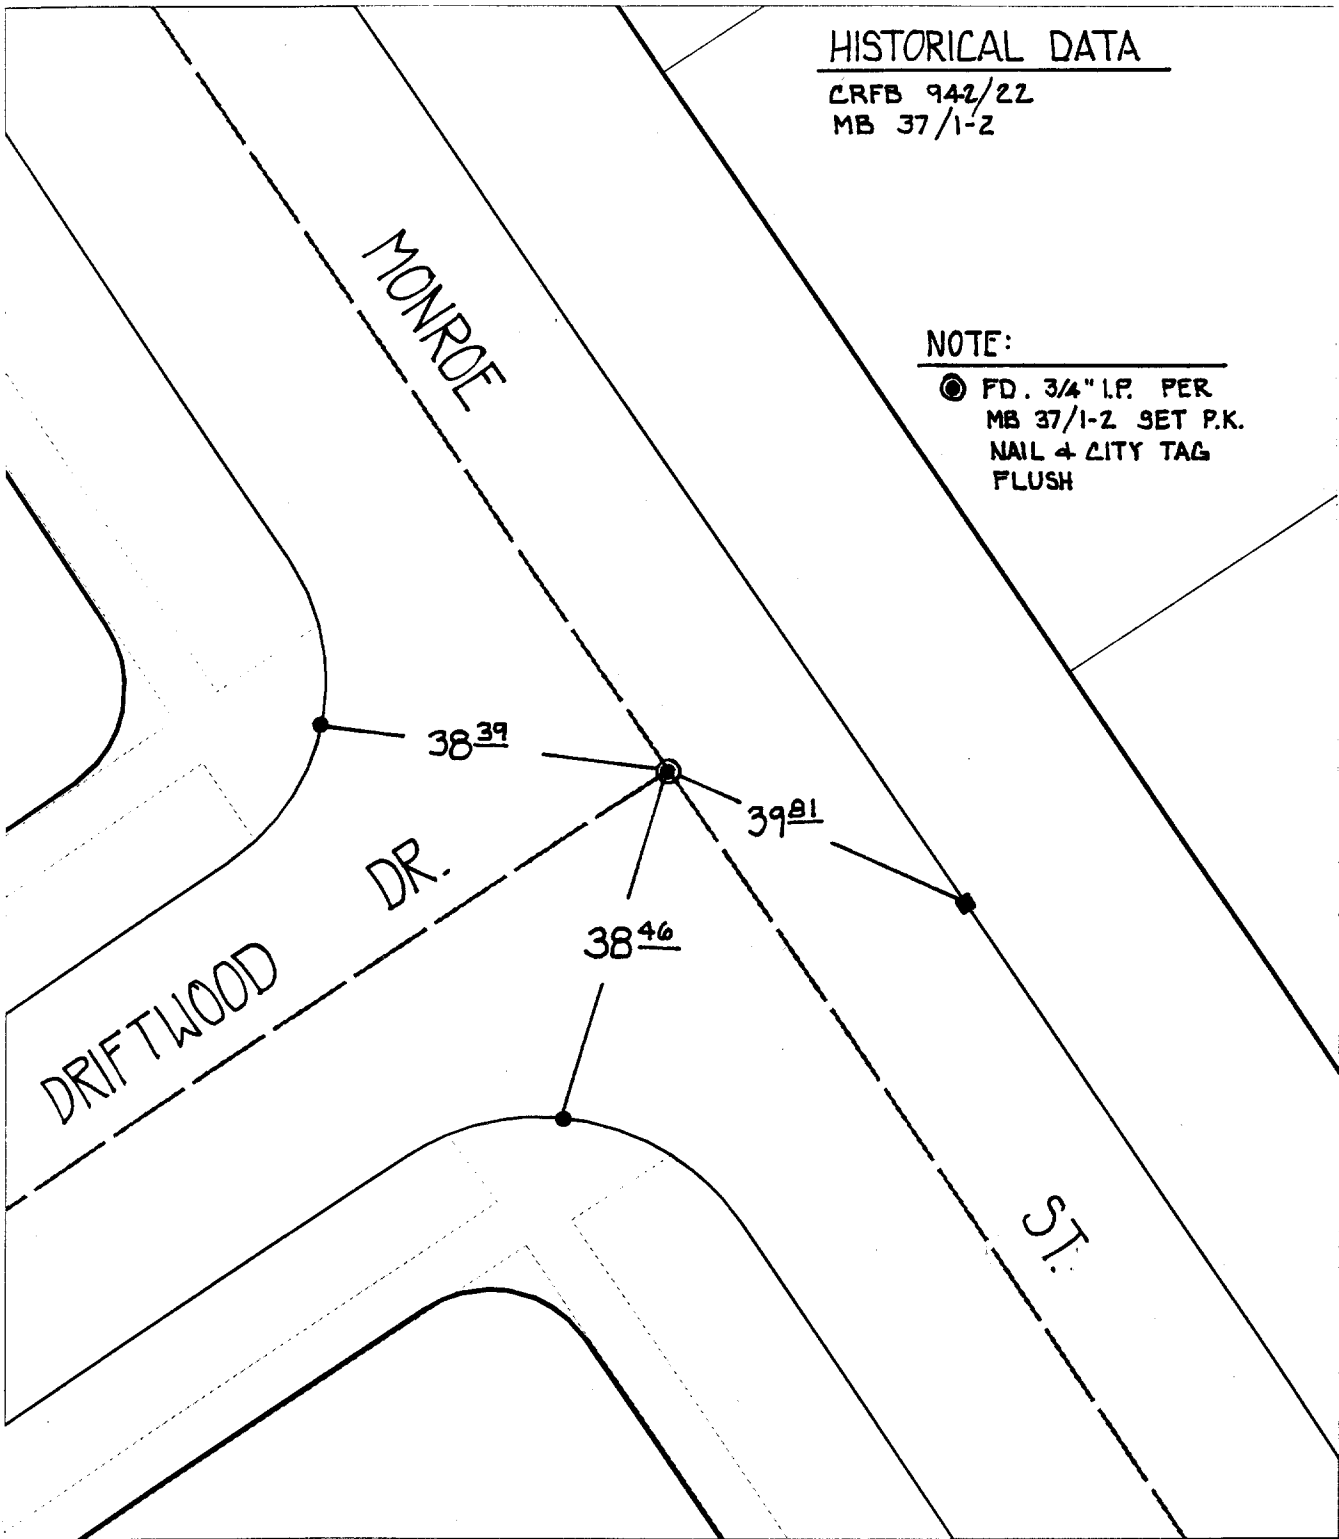 HISTORICAL DATA
CRFB 942/22
MB 37/1-2
MONROE
NOTE:
FD. 3/4" I.P. PER
MB 37/1-2 SET P.K.
NAIL & CITY TAG
FLUSH
38 39
39 81
DR.
38 46
DRIFTWOOD
ST.